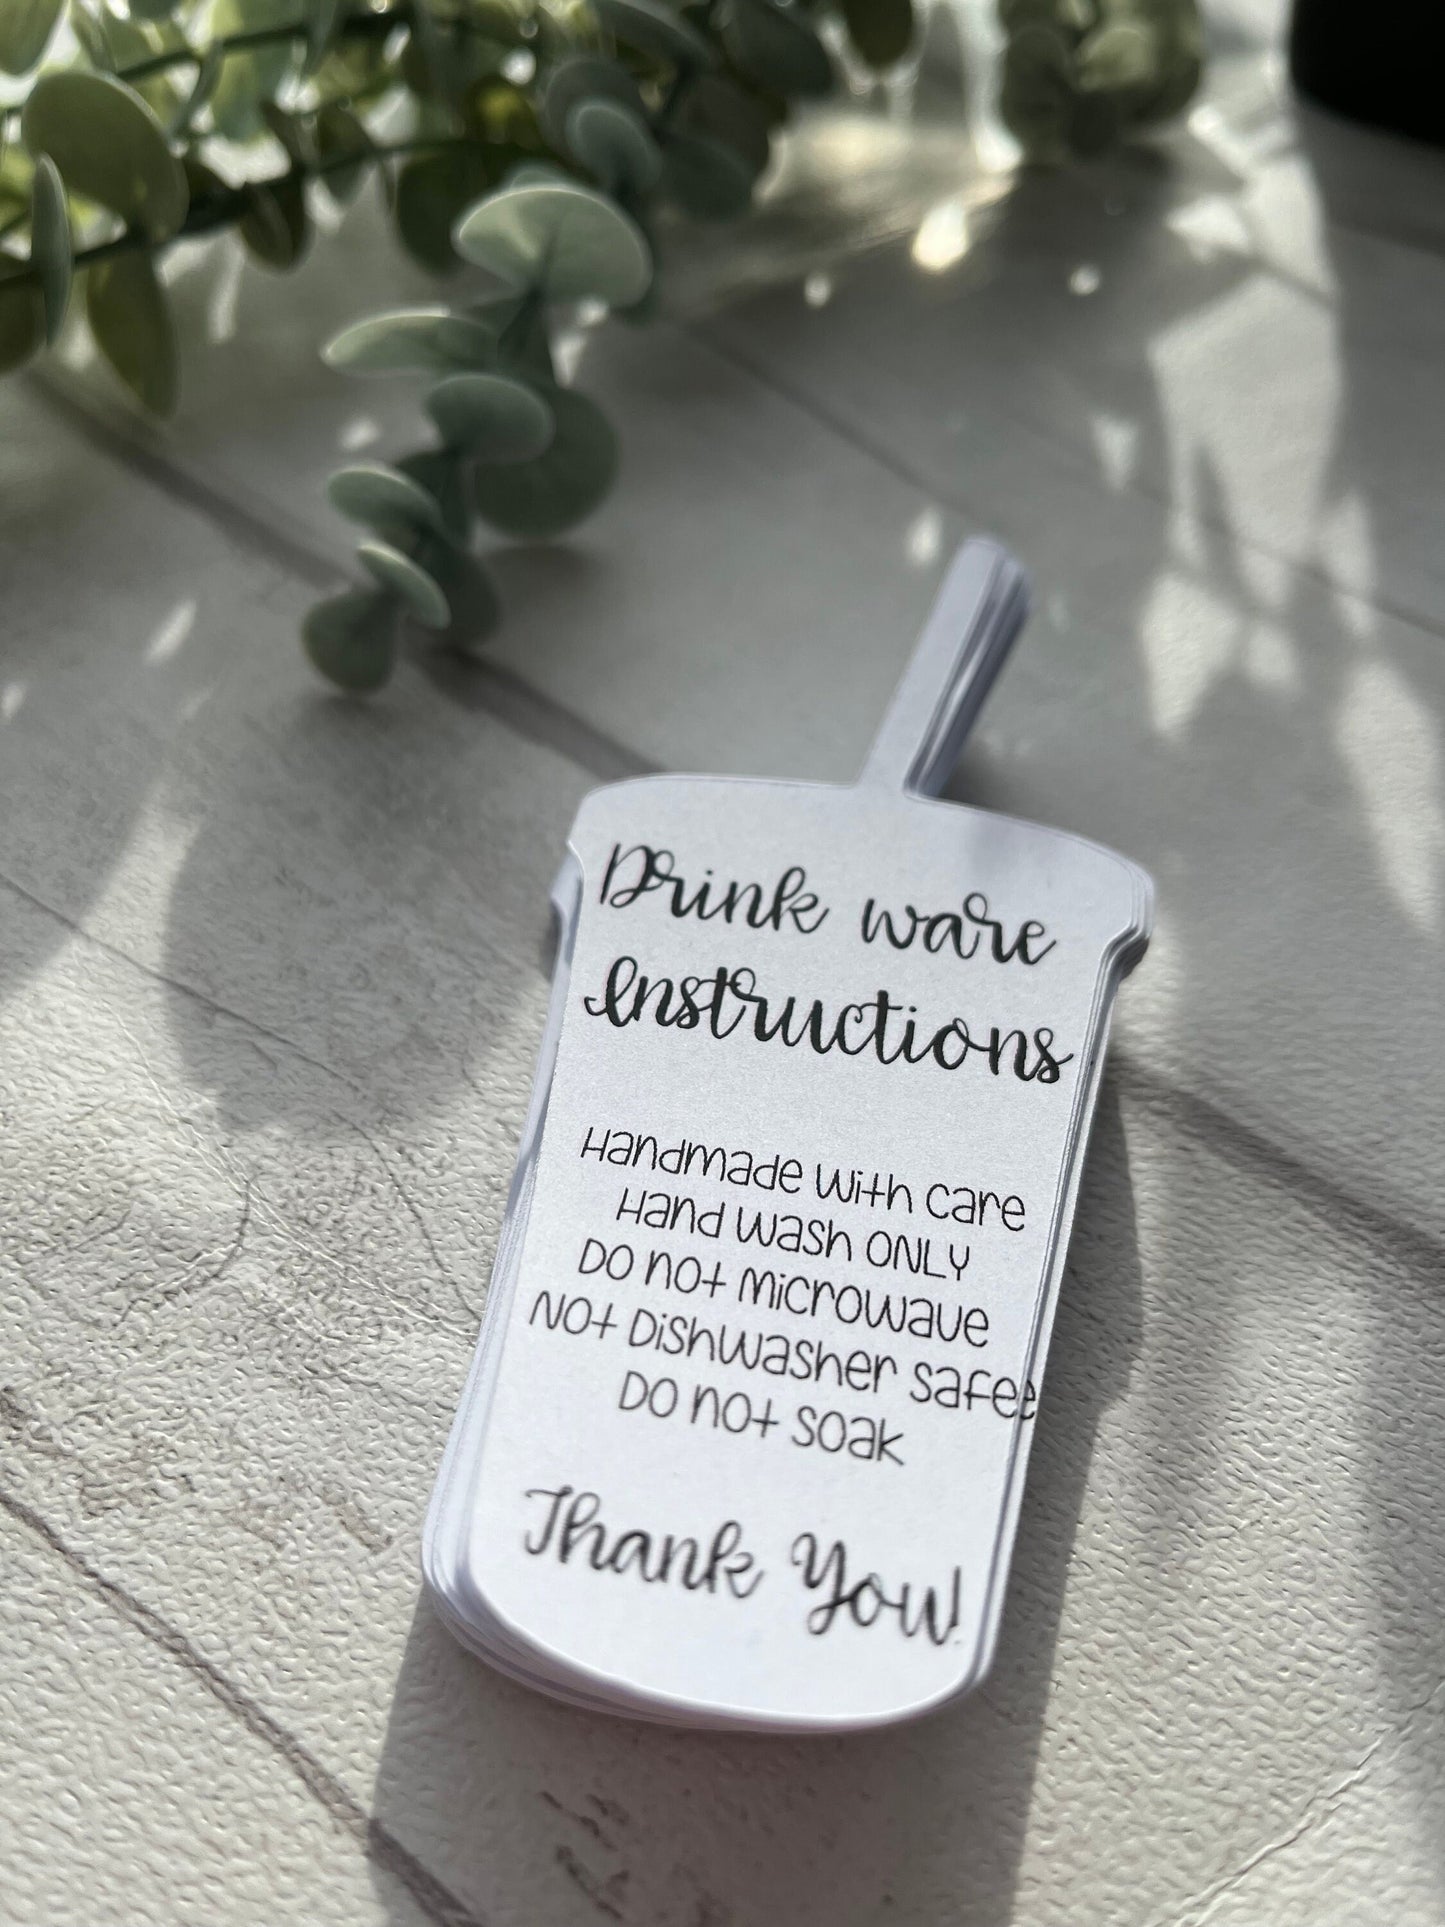 Drink ware
Instructions
Handmade with care
Hand wash ONLY
Do not microwave
Not Dishwasher safe
Do not soak
Thank You!